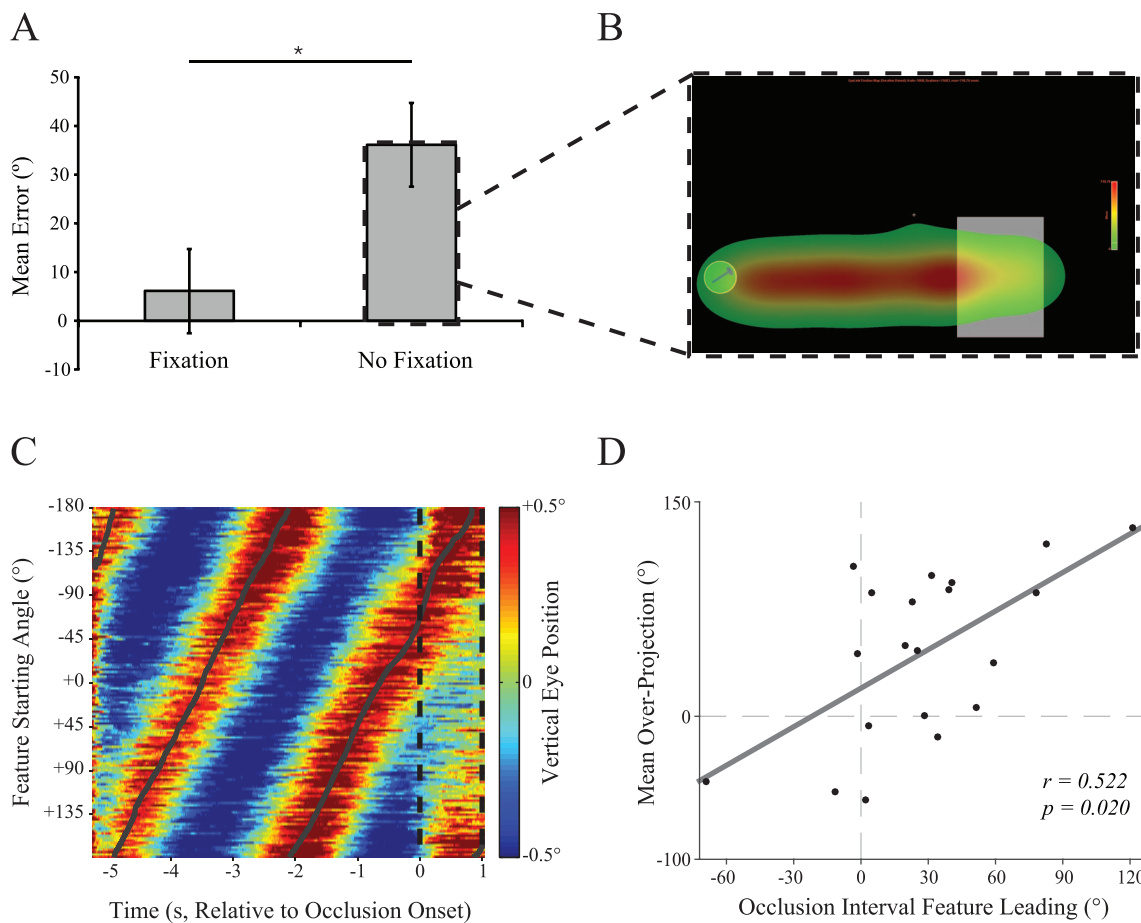 A
*
50
40
30
20
10
0
-10
Mean Error (º)
Fixation
No Fixation
B
C
-180
-135
-90
-45
+0
+45
+90
+135
Feature Starting Angle (°)
-5
-4
-3
-2
-1
0
1
Time (s, Relative to Occlusion Onset)
+0.5°
0
-0.5°
Vertical Eye Position
D
150
0
-100
Mean Over-Projection (°)
r = 0.522
p = 0.020
-60
-30
0
30
60
90
120
Occlusion Interval Feature Leading (°)